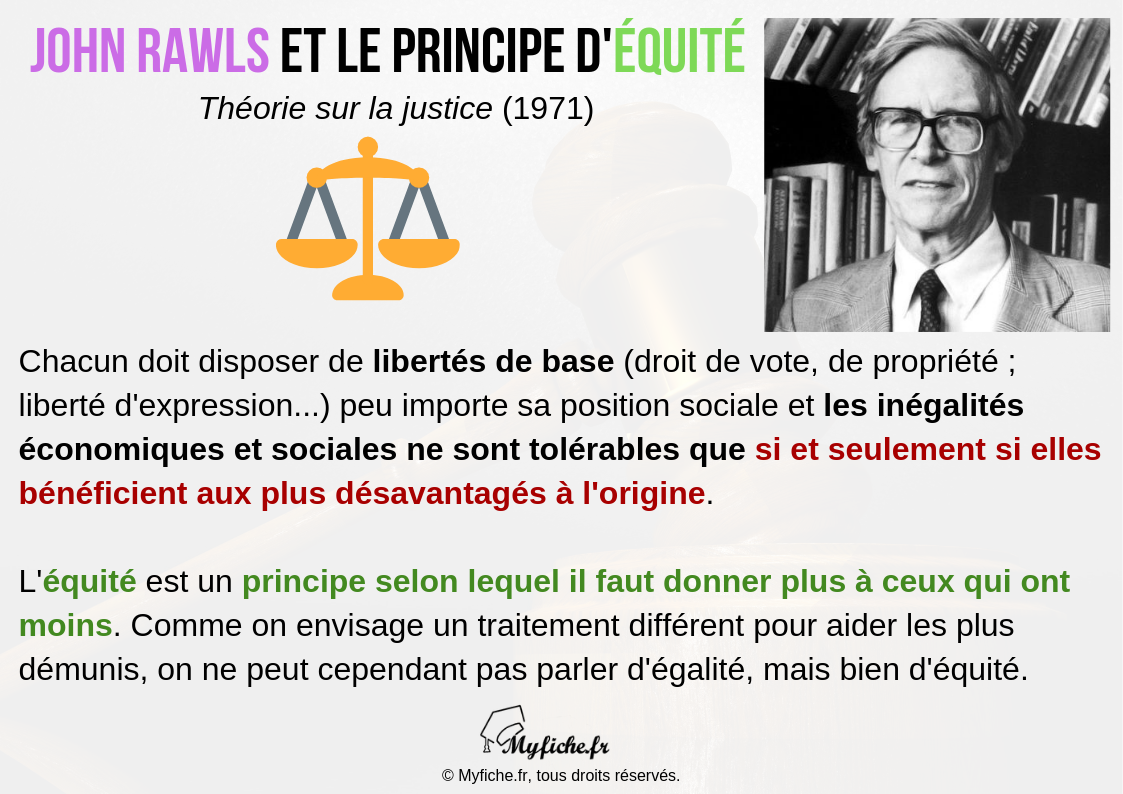 JOHN RAWLS ET LE PRINCIPE D'ÉQUITÉ
Théorie sur la justice (1971)
Chacun doit disposer de libertés de base (droit de vote, de propriété ;
liberté d'expression...) peu importe sa position sociale et les inégalités
économiques et sociales ne sont tolérables que si et seulement si elles
bénéficient aux plus désavantagés à l'origine.
L'équité est un principe selon lequel il faut donner plus à ceux qui ont
moins. Comme on envisage un traitement différent pour aider les plus
démunis, on ne peut cependant pas parler d'égalité, mais bien d'équité.
Myfiche.fr
© Myfiche.fr, tous droits réservés.